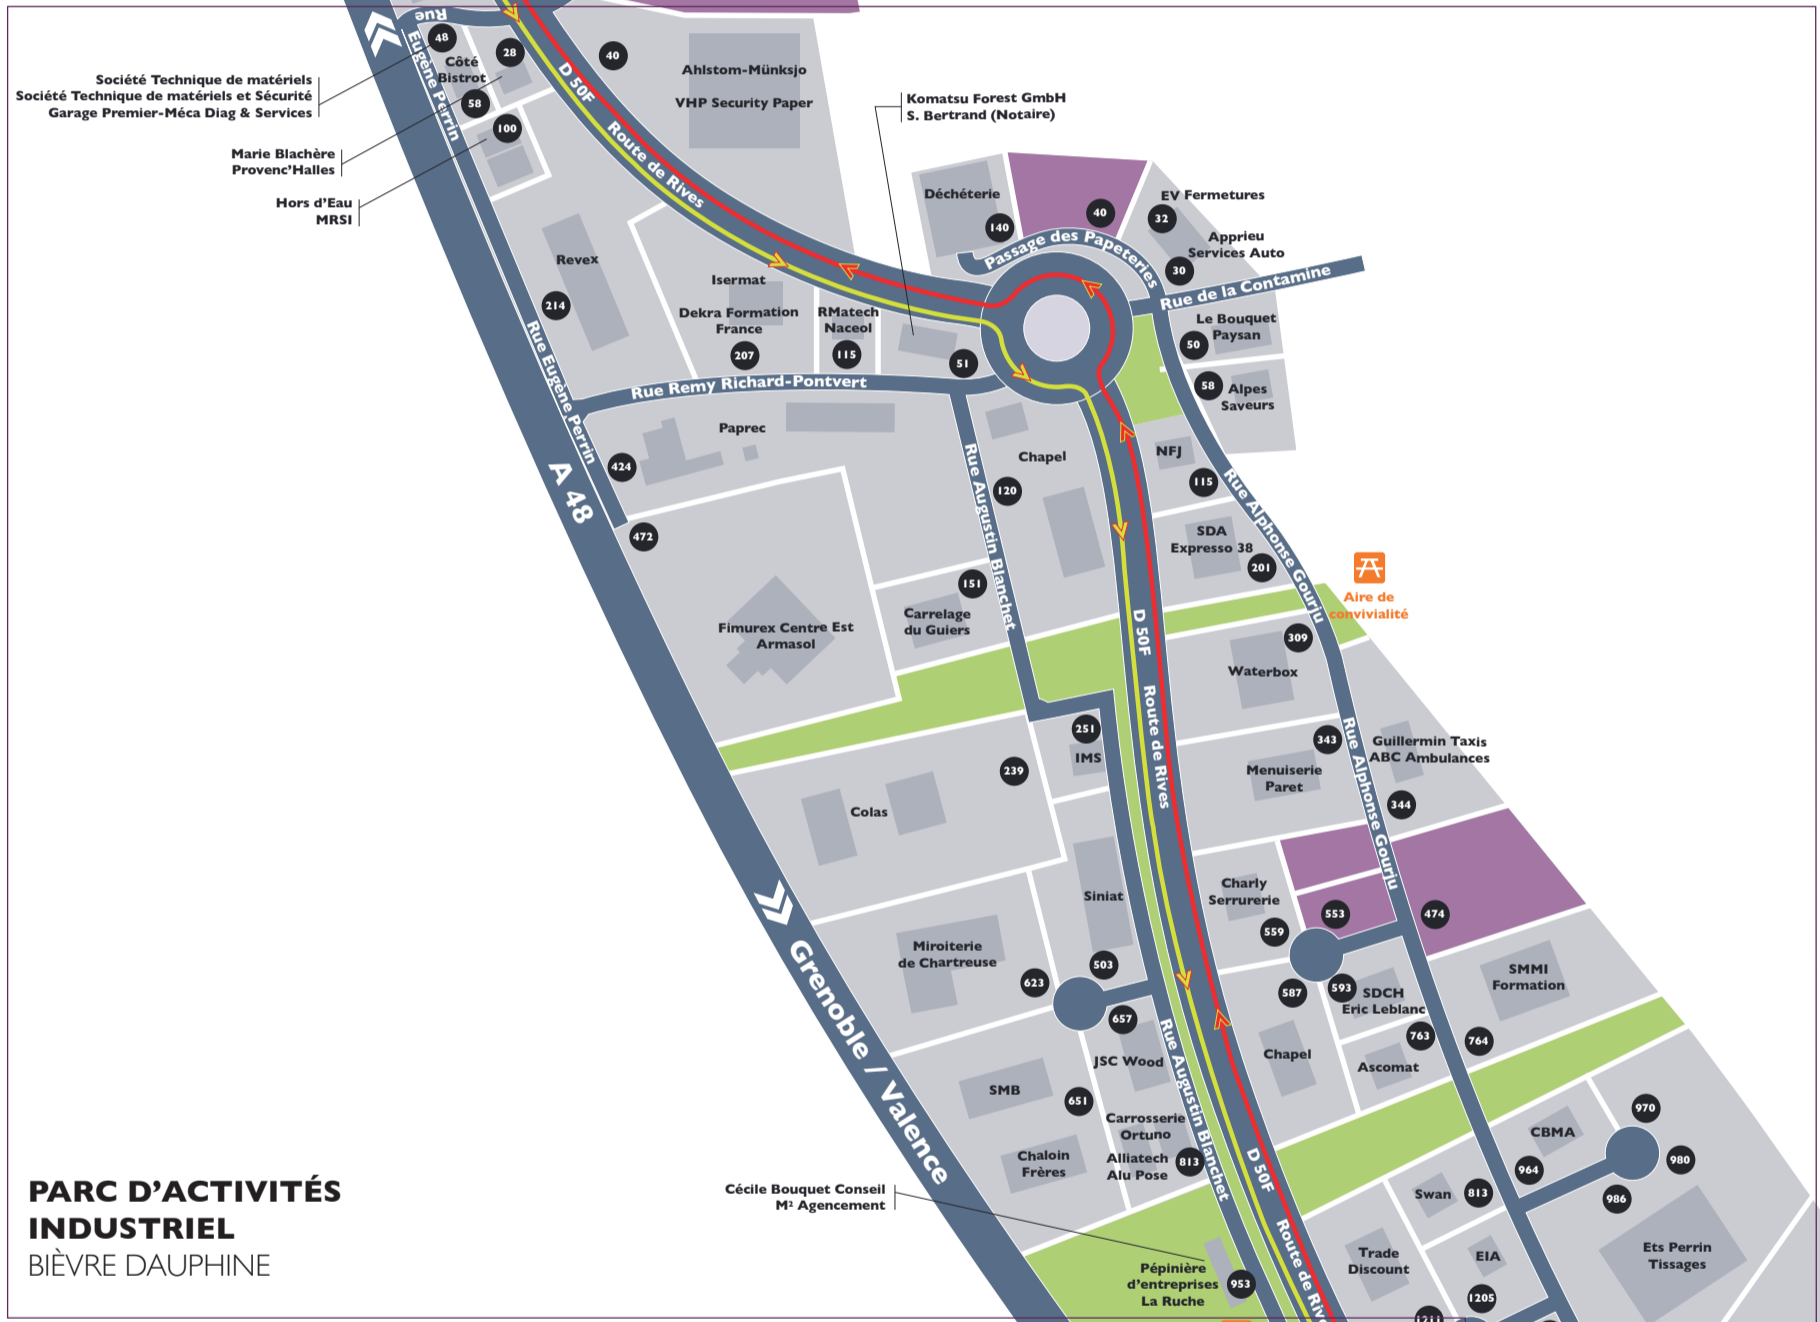 Rue
Eugène Perrin
48
Côté
Bistrot
28
58
100
40
D 50F
Route de Rives
Ahlstom-Münksjo
VHP Security Paper
Société Technique de matériels
Société Technique de matériels et Sécurité
Garage Premier-Méca Diag & Services
Marie Blachère
Provenc'Halles
Hors d'Eau
MRSI
Komatsu Forest GmbH
S. Bertrand (Notaire)
Déchéterie
140
40
Passage des Papeteries
EV Fermetures
32
Apprieu
Services Auto
30
Rue de la Contamine
Le Bouquet
Paysan
50
58
Alpes
Saveurs
Revex
214
Isermat
Dekra Formation
France
207
RMatech
Naceol
115
51
Rue Eugène Perrin
Rue Remy Richard-Pontvert
Paprec
424
A 48
472
Chapel
120
Rue Augustin Blanchet
NFJ
115
Rue Alphonse Gourju
SDA
Expresso 38
201
Aire de
convivialité
151
Carrelage
du Guiers
Fimurex Centre Est
Armasol
D 50F
Route de Rives
309
Waterbox
343
Menuiserie
Paret
Rue Alphonse Gourju
Guillermin Taxis
ABC Ambulances
344
251
IMS
239
Colas
Siniat
503
Charly
Serrurerie
559
553
474
Miroiterie
de Chartreuse
623
657
587
593
SDCH
Eric Leblanc
SMMI
Formation
763
764
Chapel
Ascomat
Grenoble / Valence
JSC Wood
SMB
651
Rue Augustin Blanchet
Carrosserie
Ortuno
Alliatech
Alu Pose
813
Chaloin
Frères
CBMA
970
980
964
986
Swan
813
D 50F
Route de Rives
Cécile Bouquet Conseil
M² Agencement
Pépinière
d'entreprises
La Ruche
953
Trade
Discount
EIA
1205
1211
Ets Perrin
Tissages
PARC D'ACTIVITÉS
INDUSTRIEL
BIÈVRE DAUPHINE